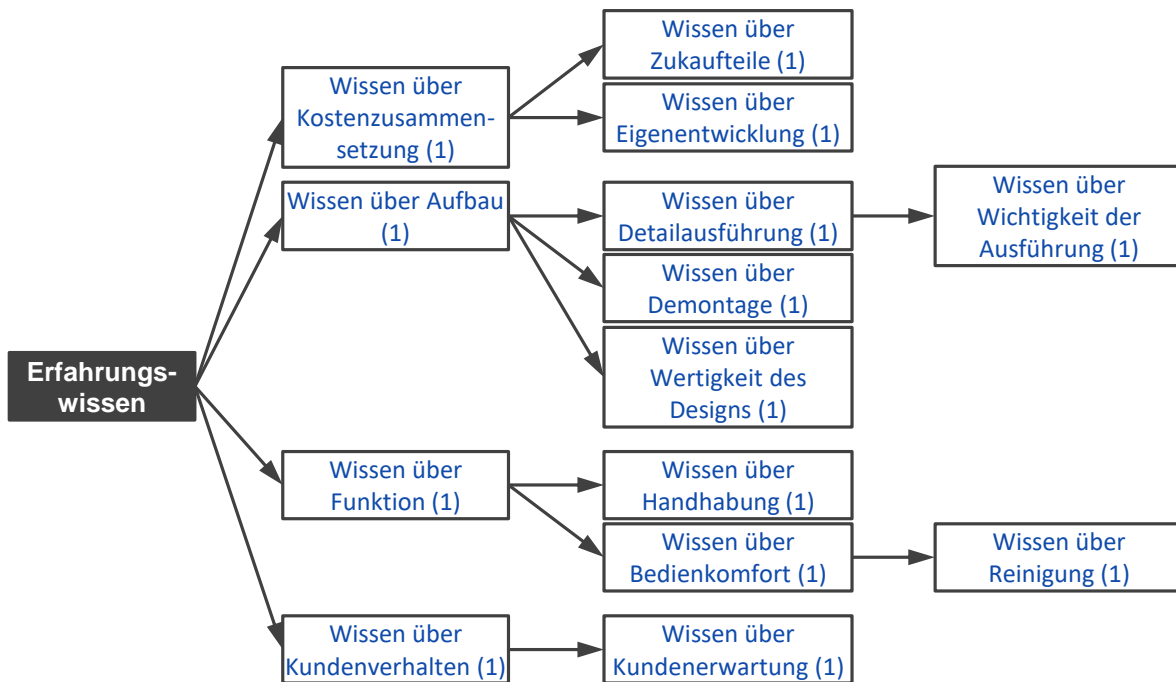 Wissen über
Zukaufteile (1)
Wissen über
Kostenzusammen-
setzung (1)
Wissen über
Eigenentwicklung (1)
Wissen über Aufbau
(1)
Wissen über
Detailausführung (1)
Wissen über
Wichtigkeit der
Ausführung (1)
Wissen über
Demontage (1)
Wissen über
Wertigkeit des
Designs (1)
Erfahrungs-
wissen
Wissen über
Funktion (1)
Wissen über
Handhabung (1)
Wissen über
Bedienkomfort (1)
Wissen über
Reinigung (1)
Wissen über
Kundenverhalten (1)
Wissen über
Kundenerwartung (1)